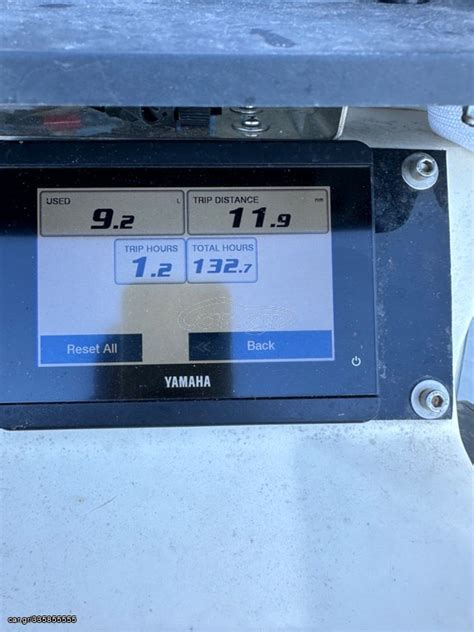 USED L TRIP DISTANCE nm
9.2 11.9
TRIP HOURS TOTAL HOURS
1.2 132.7
Reset All << Back
YAMAHA
car.gr/335855555